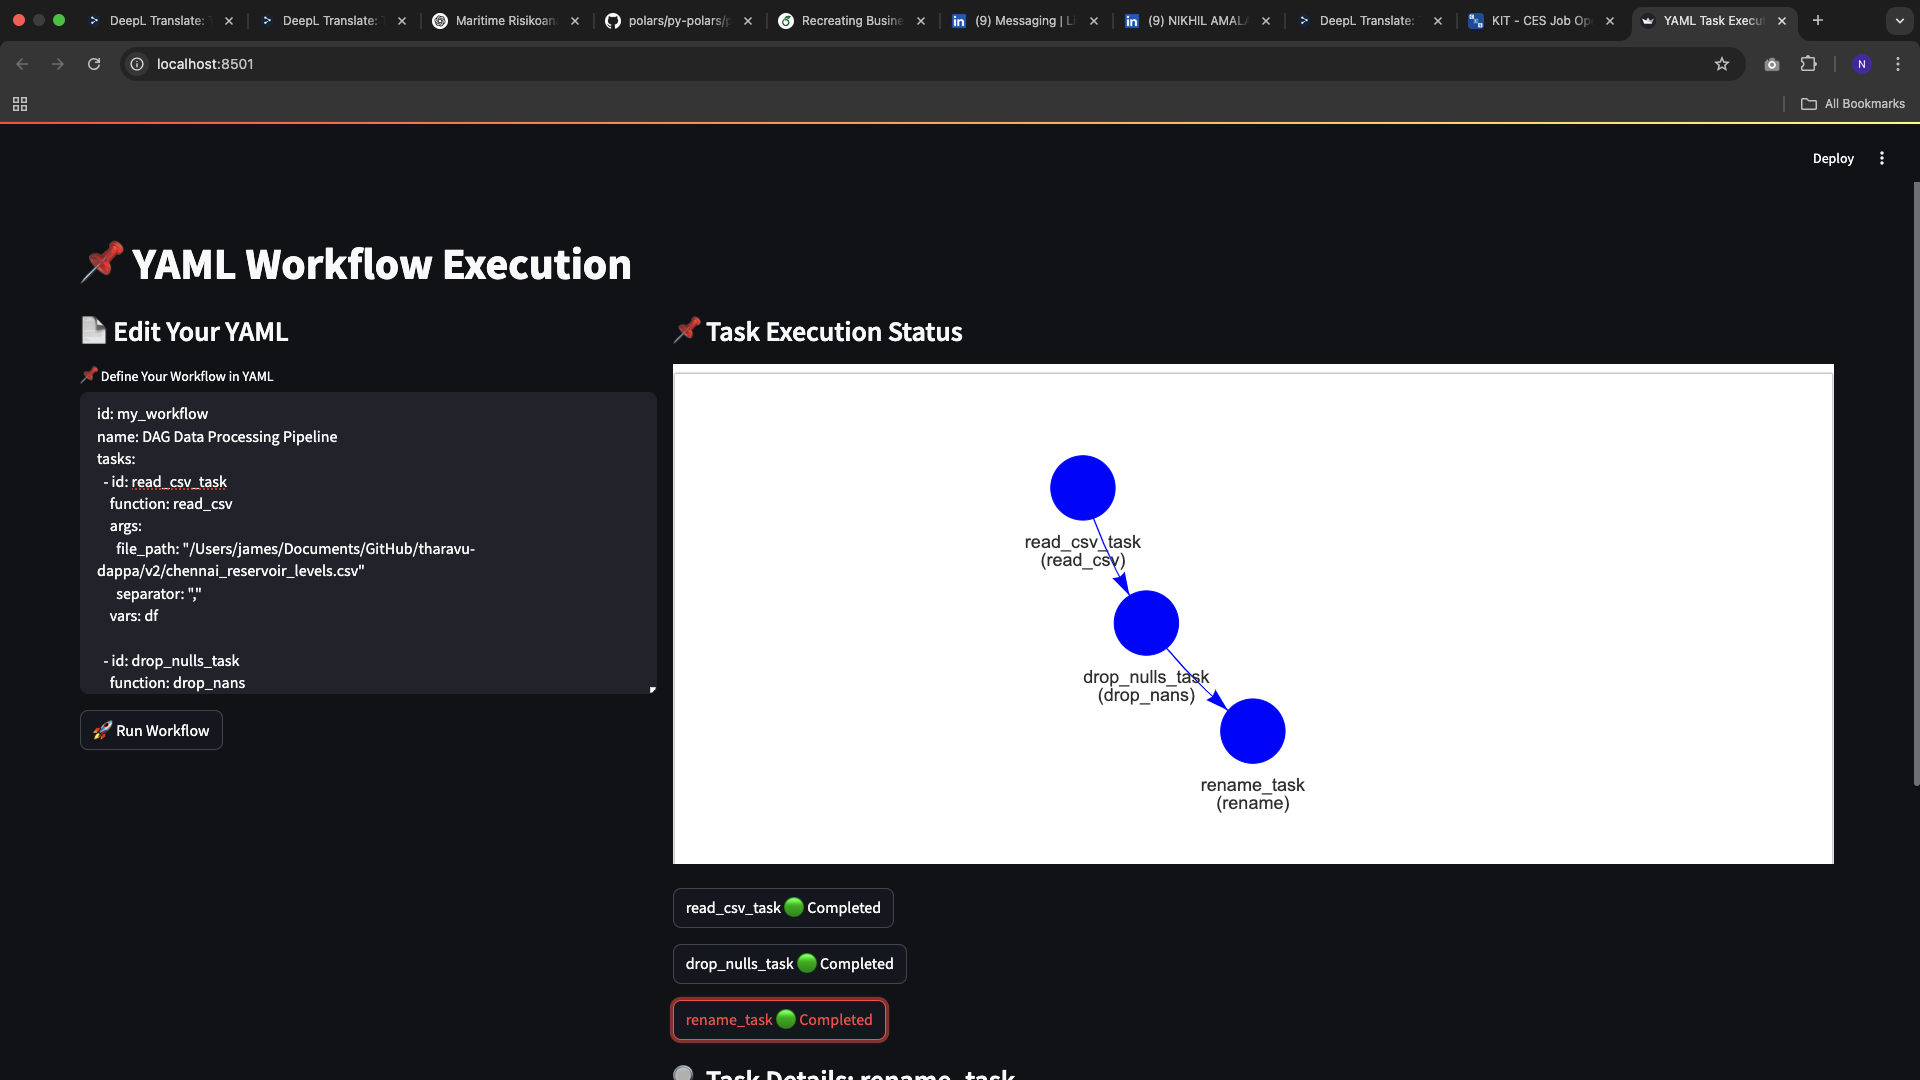 DeepL Translate:
DeepL Translate:
Maritime Risikoan
polars/py-polars/p
Recreating Busine
(9) Messaging | Li
(9) NIKHIL AMALA
DeepL Translate:
KIT - CES Job Op
YAML Task Execut
localhost:8501
N
All Bookmarks
Deploy
YAML Workflow Execution
Edit Your YAML
Define Your Workflow in YAML
id: my_workflow
name: DAG Data Processing Pipeline
tasks:
- id: read_csv_task
function: read_csv
args:
file_path: "/Users/james/Documents/GitHub/tharavu-
dappa/v2/chennai_reservoir_levels.csv"
separator: ","
vars: df
- id: drop_nulls_task
function: drop_nans
Run Workflow
Task Execution Status
read_csv_task
(read_csv)
drop_nulls_task
(drop_nans)
rename_task
(rename)
read_csv_task Completed
drop_nulls_task Completed
rename_task Completed
Task Details: rename_task